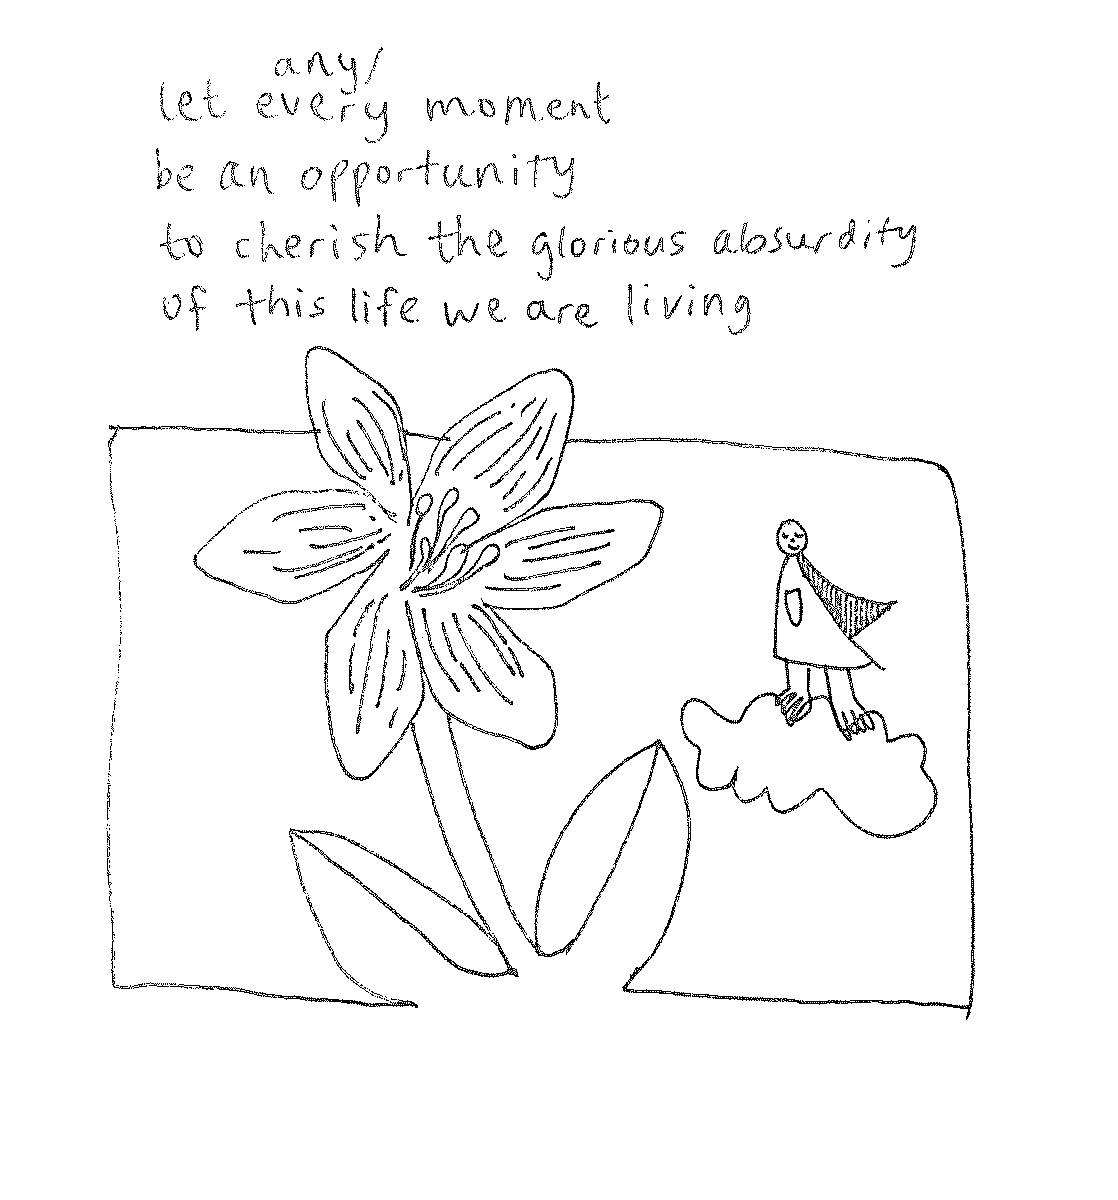 any/
let every moment
be an opportunity
to cherish the glorious absurdity
of this life we are living